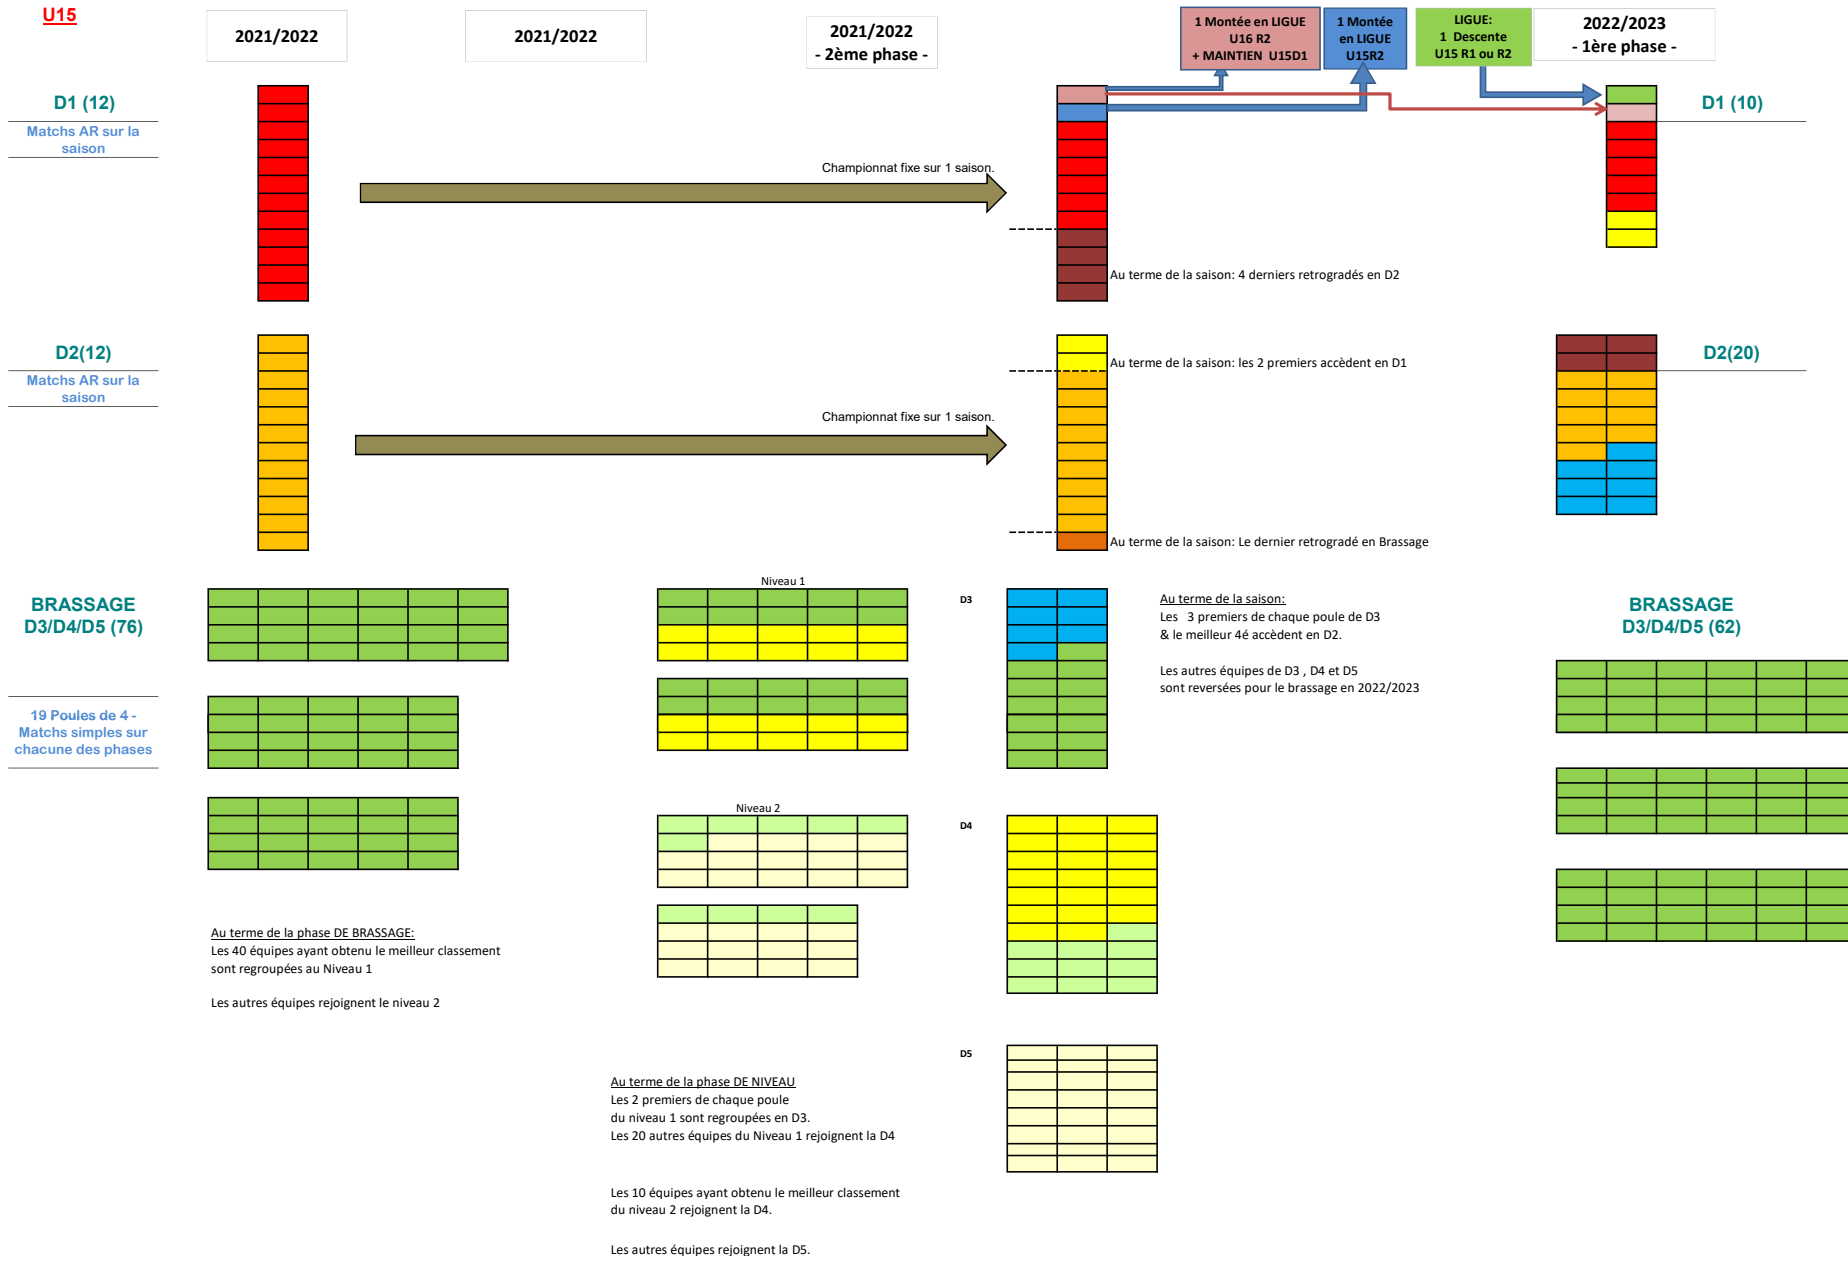 U15
2021/2022
2021/2022
2021/2022
- 2ème phase -
1 Montée en LIGUE
U16 R2
+ MAINTIEN  U15D1
1 Montée
en LIGUE
U15R2
LIGUE:
1  Descente
U15 R1 ou R2
2022/2023
- 1ère phase -
D1 (12)
Matchs AR sur la
saison
Championnat fixe sur 1 saison.
D1 (10)
Au terme de la saison: 4 derniers retrogradés en D2
D2(12)
Matchs AR sur la
saison
Championnat fixe sur 1 saison.
Au terme de la saison: les 2 premiers accèdent en D1
D2(20)
Au terme de la saison: Le dernier retrogradé en Brassage
BRASSAGE
D3/D4/D5 (76)
19 Poules de 4 -
Matchs simples sur
chacune des phases
Niveau 1
D3
Au terme de la saison:
Les  3 premiers de chaque poule de D3
& le meilleur 4é accèdent en D2.
Les autres équipes de D3 , D4 et D5
sont reversées pour le brassage en 2022/2023
BRASSAGE
D3/D4/D5 (62)
Niveau 2
D4
Au terme de la phase DE BRASSAGE:
Les 40 équipes ayant obtenu le meilleur classement
sont regroupées au Niveau 1
Les autres équipes rejoignent le niveau 2
D5
Au terme de la phase DE NIVEAU
Les 2 premiers de chaque poule
du niveau 1 sont regroupées en D3.
Les 20 autres équipes du Niveau 1 rejoignent la D4
Les 10 équipes ayant obtenu le meilleur classement
du niveau 2 rejoignent la D4.
Les autres équipes rejoignent la D5.